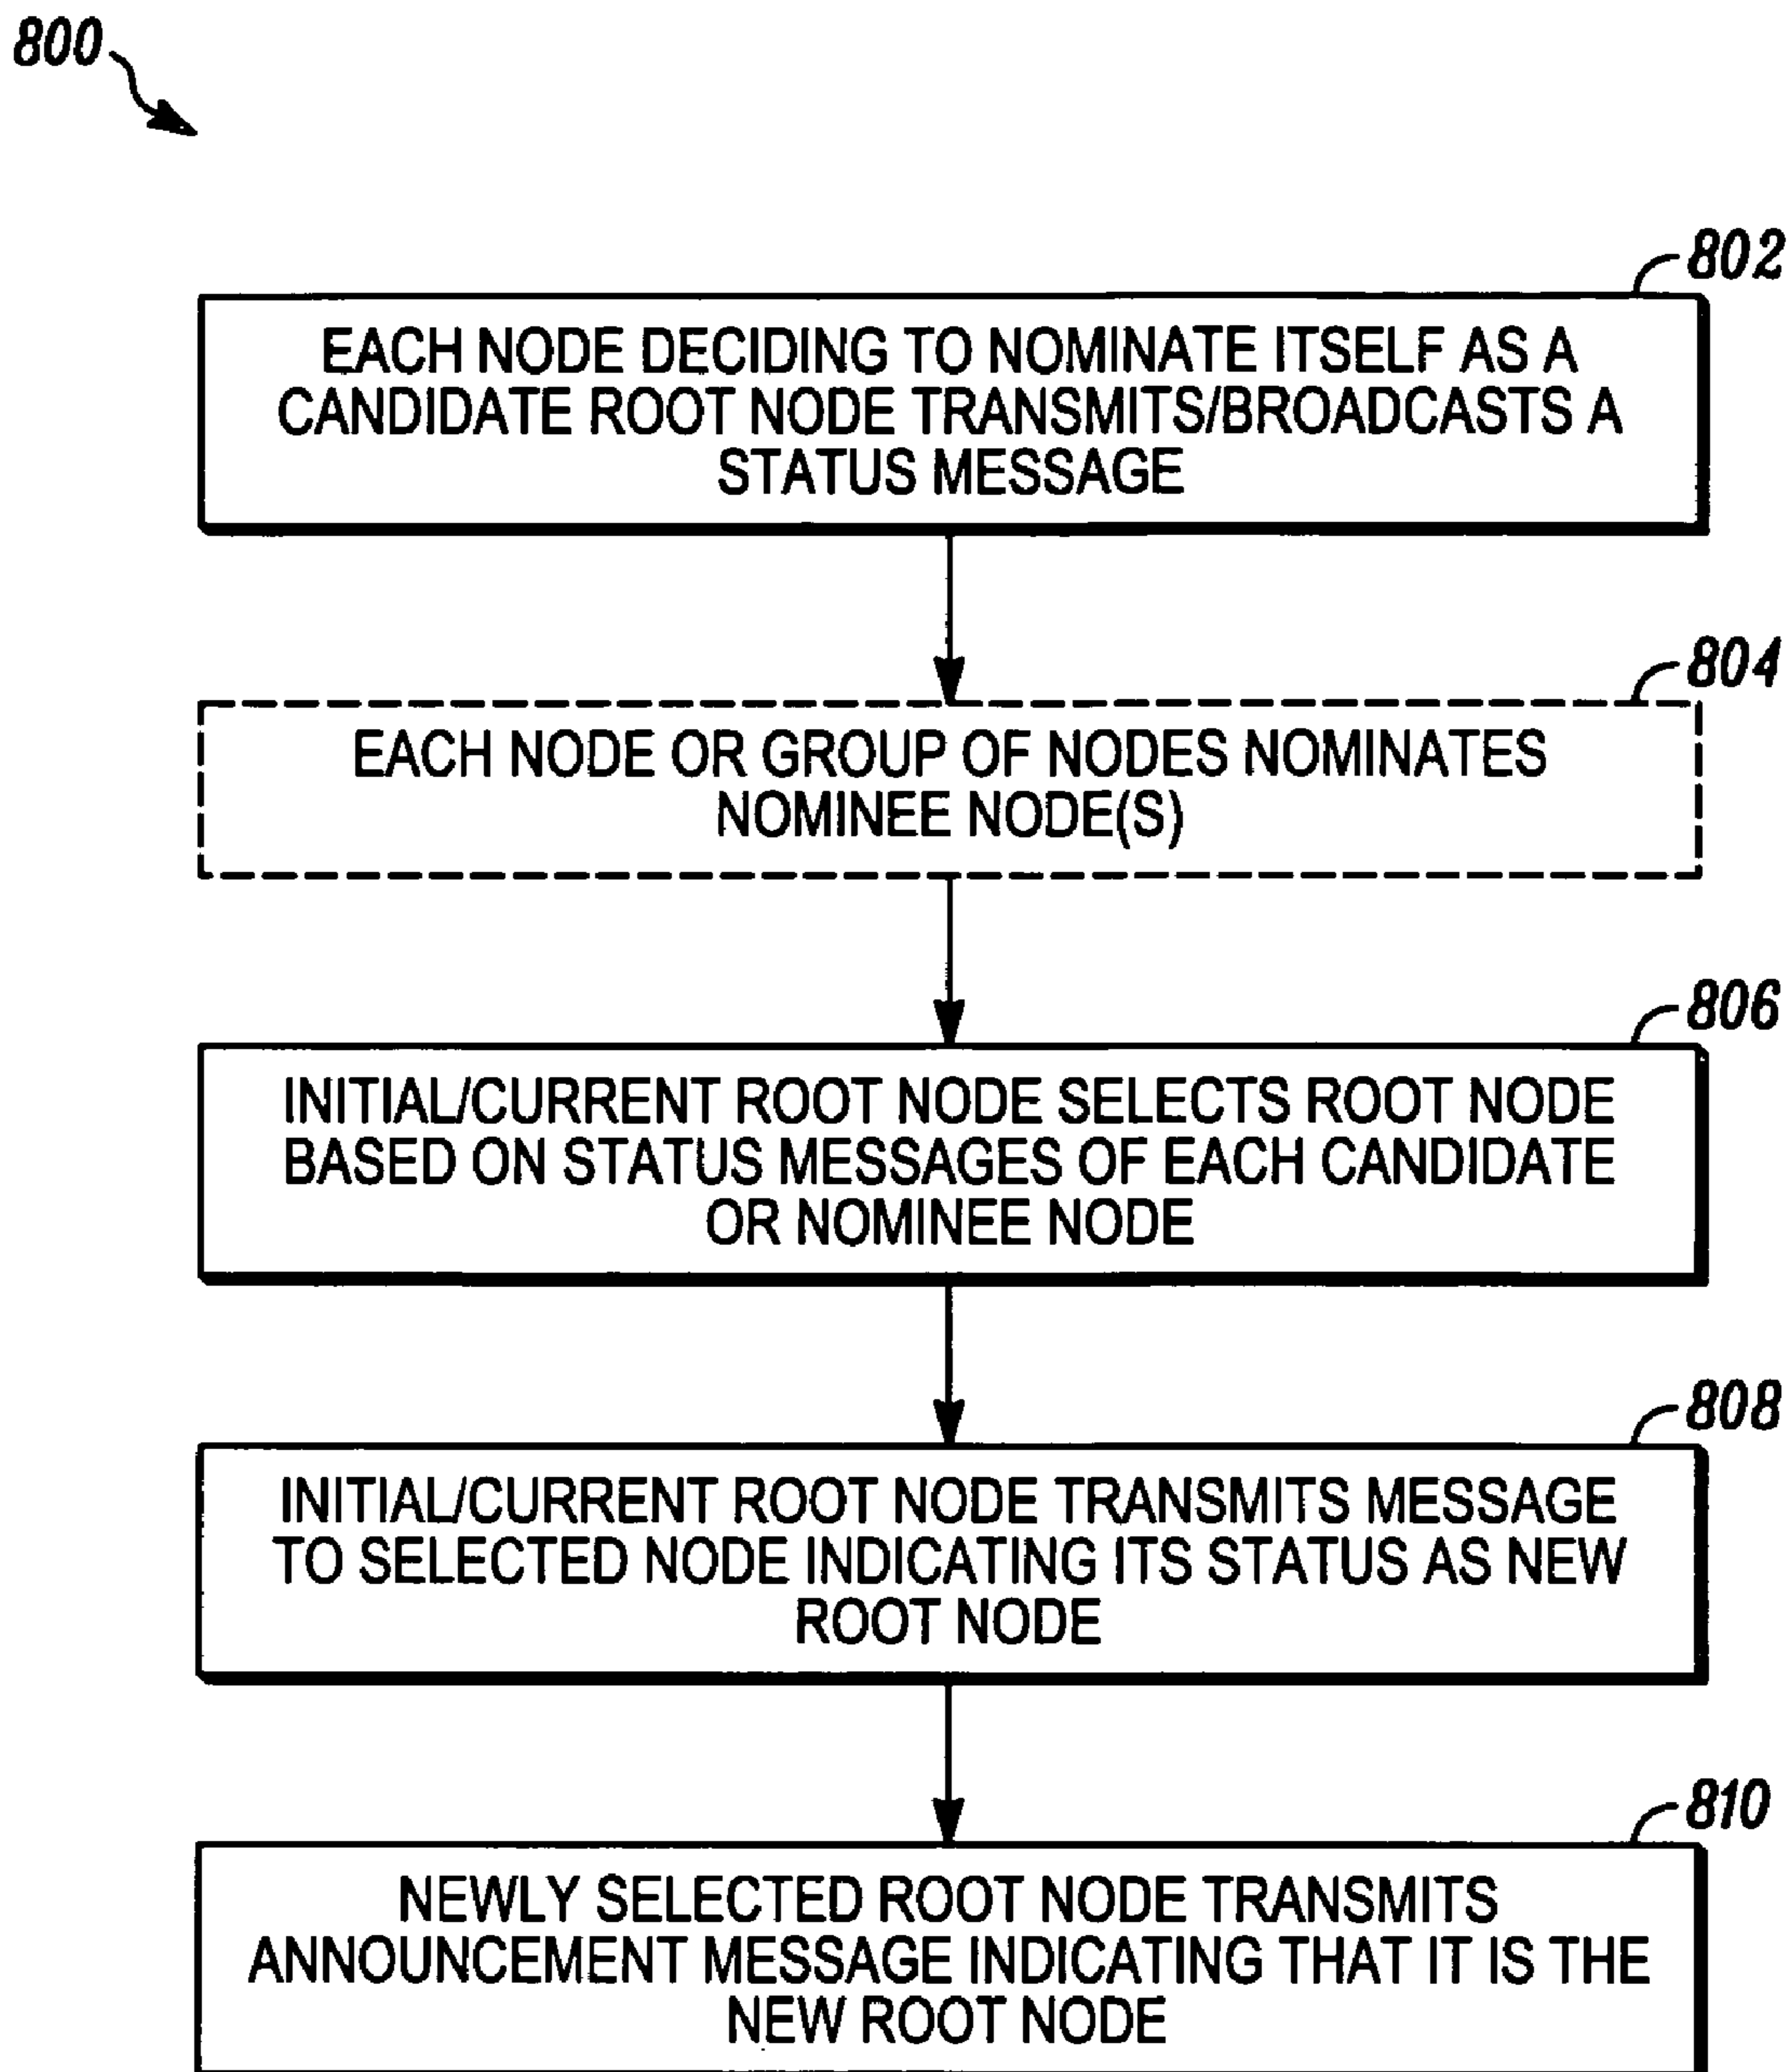 800
802
EACH NODE DECIDING TO NOMINATE ITSELF AS A
CANDIDATE ROOT NODE TRANSMITS/BROADCASTS A
STATUS MESSAGE
804
EACH NODE OR GROUP OF NODES NOMINATES
NOMINEE NODE(S)
806
INITIAL/CURRENT ROOT NODE SELECTS ROOT NODE
BASED ON STATUS MESSAGES OF EACH CANDIDATE
OR NOMINEE NODE
808
INITIAL/CURRENT ROOT NODE TRANSMITS MESSAGE
TO SELECTED NODE INDICATING ITS STATUS AS NEW
ROOT NODE
810
NEWLY SELECTED ROOT NODE TRANSMITS
ANNOUNCEMENT MESSAGE INDICATING THAT IT IS THE
NEW ROOT NODE